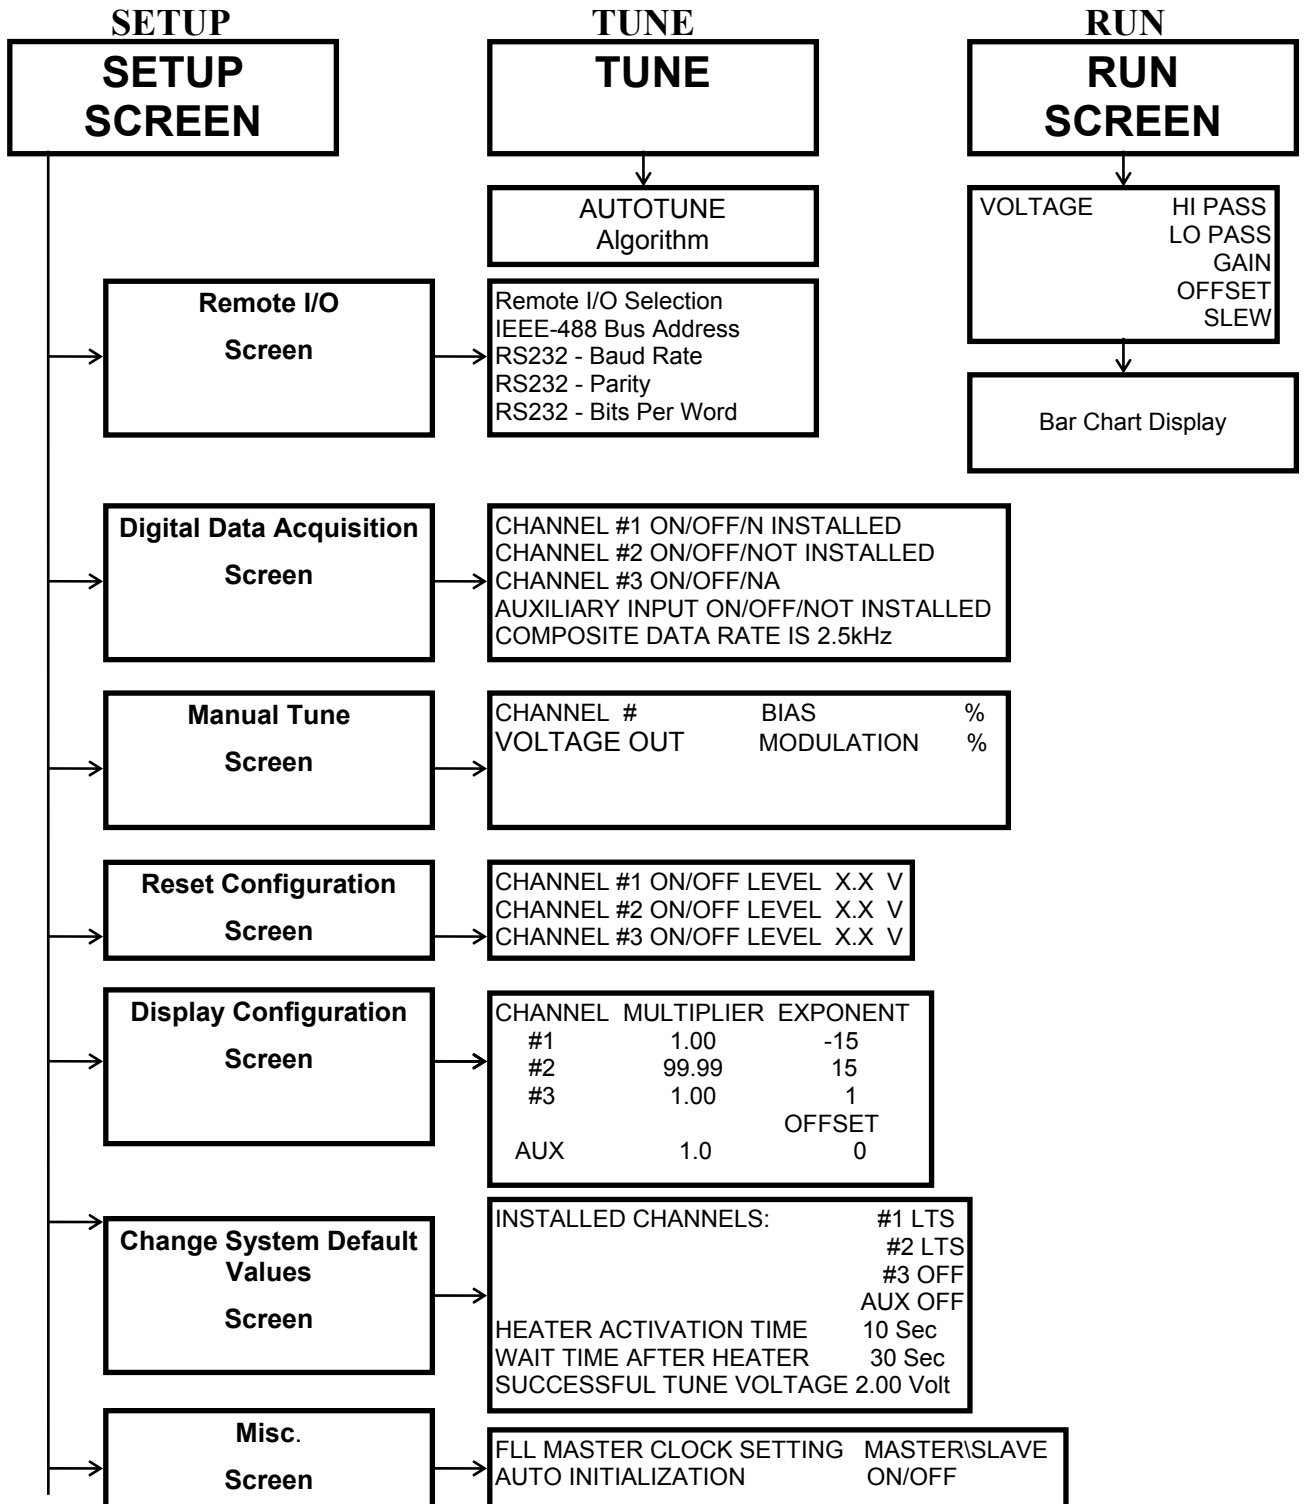 SETUP
TUNE
RUN
SETUP
SCREEN
TUNE
RUN
SCREEN
AUTOTUNE
Algorithm
VOLTAGE HI PASS
LO PASS
GAIN
OFFSET
SLEW
Bar Chart Display
Remote I/O
Screen
Remote I/O Selection
IEEE-488 Bus Address
RS232 - Baud Rate
RS232 - Parity
RS232 - Bits Per Word
Digital Data Acquisition
Screen
CHANNEL #1 ON/OFF/N INSTALLED
CHANNEL #2 ON/OFF/NOT INSTALLED
CHANNEL #3 ON/OFF/NA
AUXILIARY INPUT ON/OFF/NOT INSTALLED
COMPOSITE DATA RATE IS 2.5kHz
Manual Tune
Screen
CHANNEL # BIAS %
VOLTAGE OUT MODULATION %
Reset Configuration
Screen
CHANNEL #1 ON/OFF LEVEL X.X V
CHANNEL #2 ON/OFF LEVEL X.X V
CHANNEL #3 ON/OFF LEVEL X.X V
Display Configuration
Screen
CHANNEL MULTIPLIER EXPONENT
#1 1.00 -15
#2 99.99 15
#3 1.00 1
OFFSET
AUX 1.0 0
Change System Default
Values
Screen
INSTALLED CHANNELS: #1 LTS
#2 LTS
#3 OFF
AUX OFF
HEATER ACTIVATION TIME 10 Sec
WAIT TIME AFTER HEATER 30 Sec
SUCCESSFUL TUNE VOLTAGE 2.00 Volt
Misc.
Screen
FLL MASTER CLOCK SETTING MASTER\SLAVE
AUTO INITIALIZATION ON/OFF